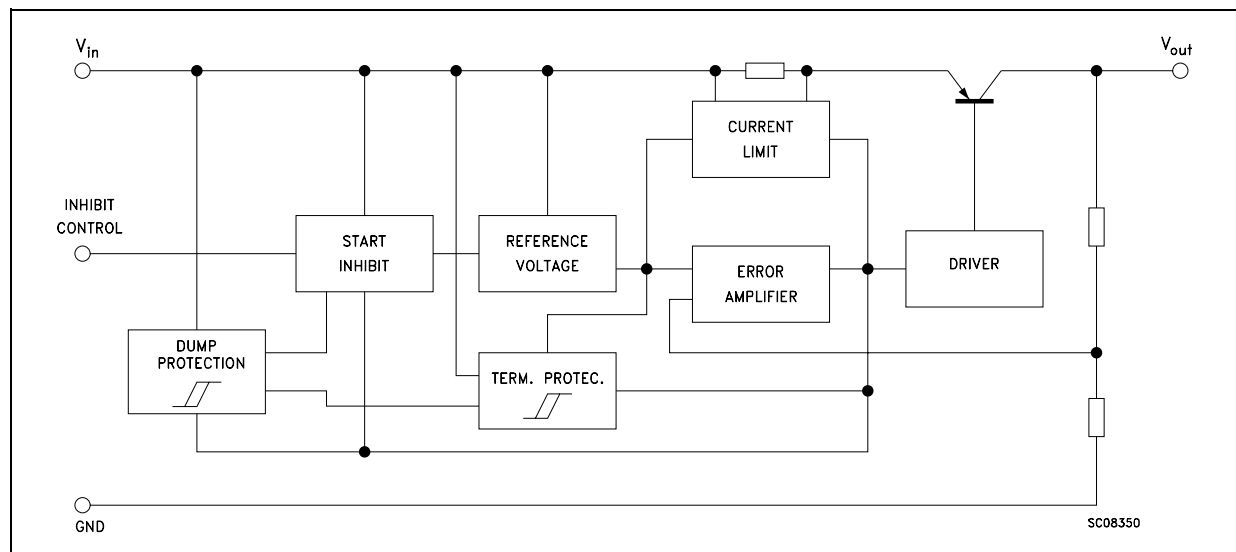 Vin
Vout
CURRENT
LIMIT
INHIBIT
CONTROL
START
INHIBIT
REFERENCE
VOLTAGE
ERROR
AMPLIFIER
DRIVER
DUMP
PROTECTION
TERM. PROTEC.
GND
SC08350